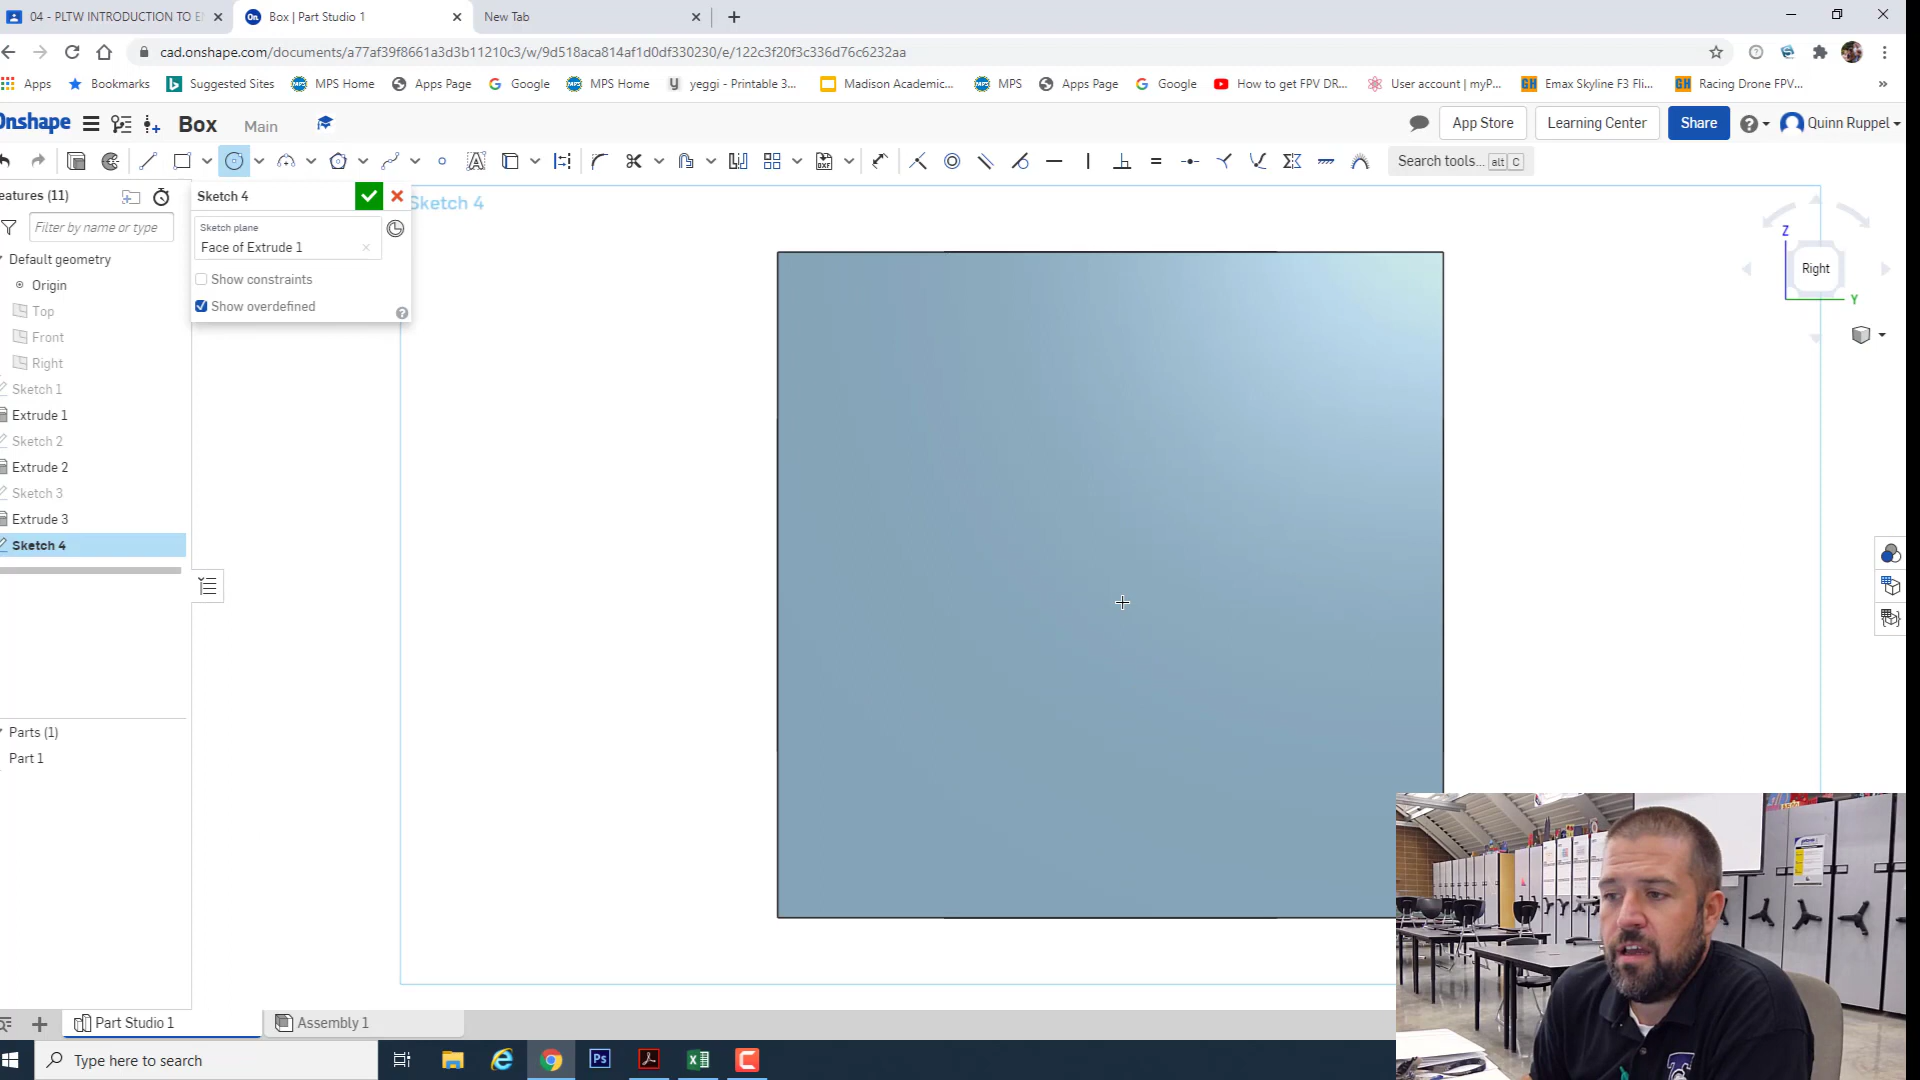 04 - PLTW INTRODUCTION TO E
Box | Part Studio 1
New Tab
cad.onshape.com/documents/a77af39f8661a3d3b11210c3/w/9d518aca814af1d0df330230/e/122c3f20f3c336d76c6232aa
Apps
Bookmarks
Suggested Sites
MPS Home
Apps Page
Google
MPS Home
yeggi - Printable 3...
Madison Academic...
MPS
Apps Page
Google
How to get FPV DR...
User account | myP...
Emax Skyline F3 Fli...
Racing Drone FPV...
Onshape
Box
Main
App Store
Learning Center
Share
Quinn Ruppel
Search tools... alt C
eatures (11)
Filter by name or type
Default geometry
Origin
Top
Front
Right
Sketch 1
Extrude 1
Sketch 2
Extrude 2
Sketch 3
Extrude 3
Sketch 4
Parts (1)
Part 1
Sketch 4
Sketch plane
Face of Extrude 1
Show constraints
Show overdefined
Sketch 4
Z
Right
Y
Part Studio 1
Assembly 1
Type here to search
Ps